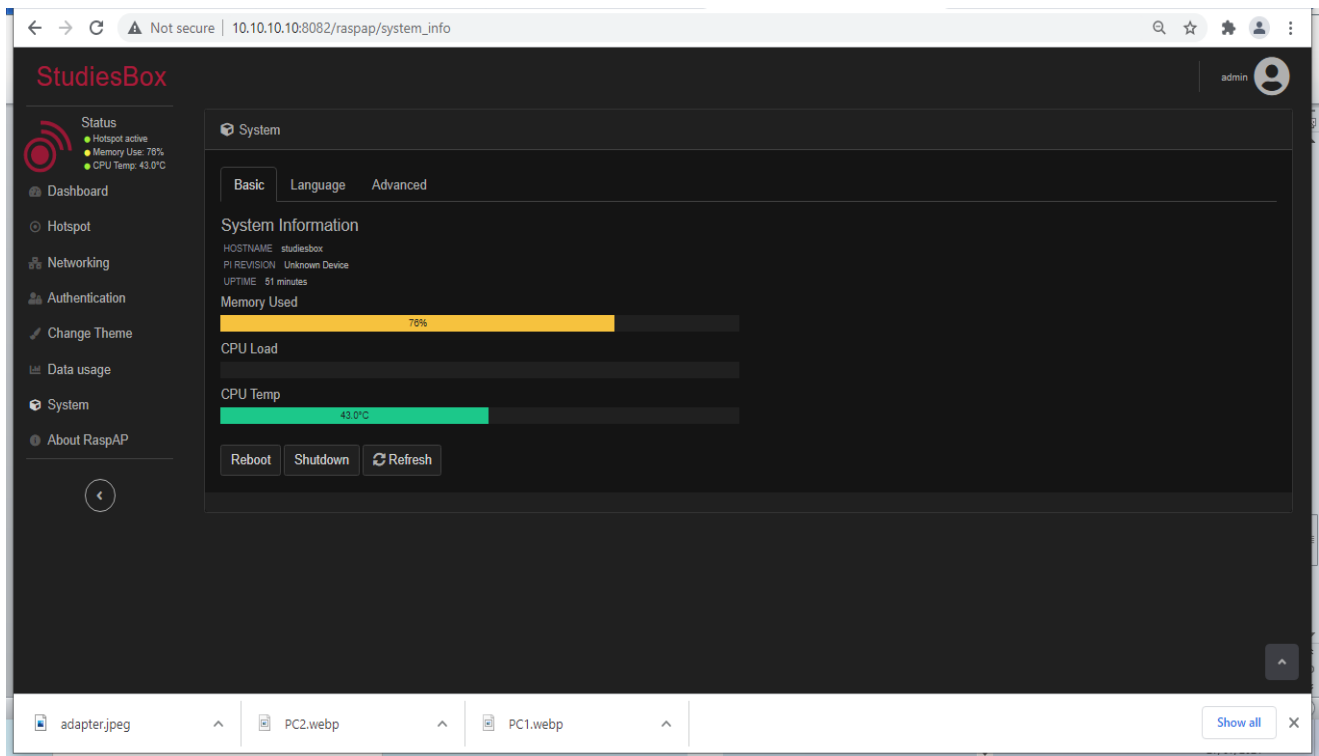 Not secure | 10.10.10.10:8082/raspap/system_info
StudiesBox
admin
Status
Hotspot active
Memory Use: 76%
CPU Temp: 43.0°C
Dashboard
Hotspot
Networking
Authentication
Change Theme
Data usage
System
About RaspAP
System
Basic Language Advanced
System Information
HOSTNAME studiesbox
PI REVISION Unknown Device
UPTIME 51 minutes
Memory Used
76%
CPU Load
CPU Temp
43.0°C
Reboot Shutdown Refresh
adapter.jpeg PC2.webp PC1.webp Show all